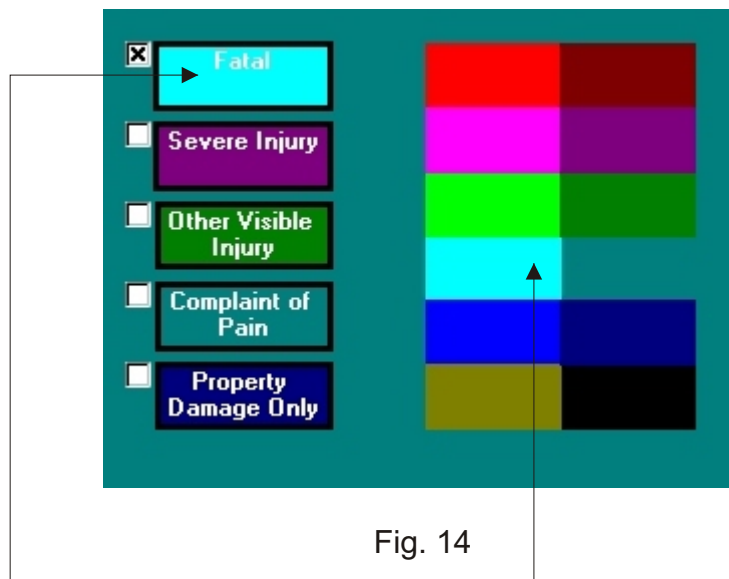 Fatal
Severe Injury
Other Visible
Injury
Complaint of
Pain
Property
Damage Only
Fig. 14